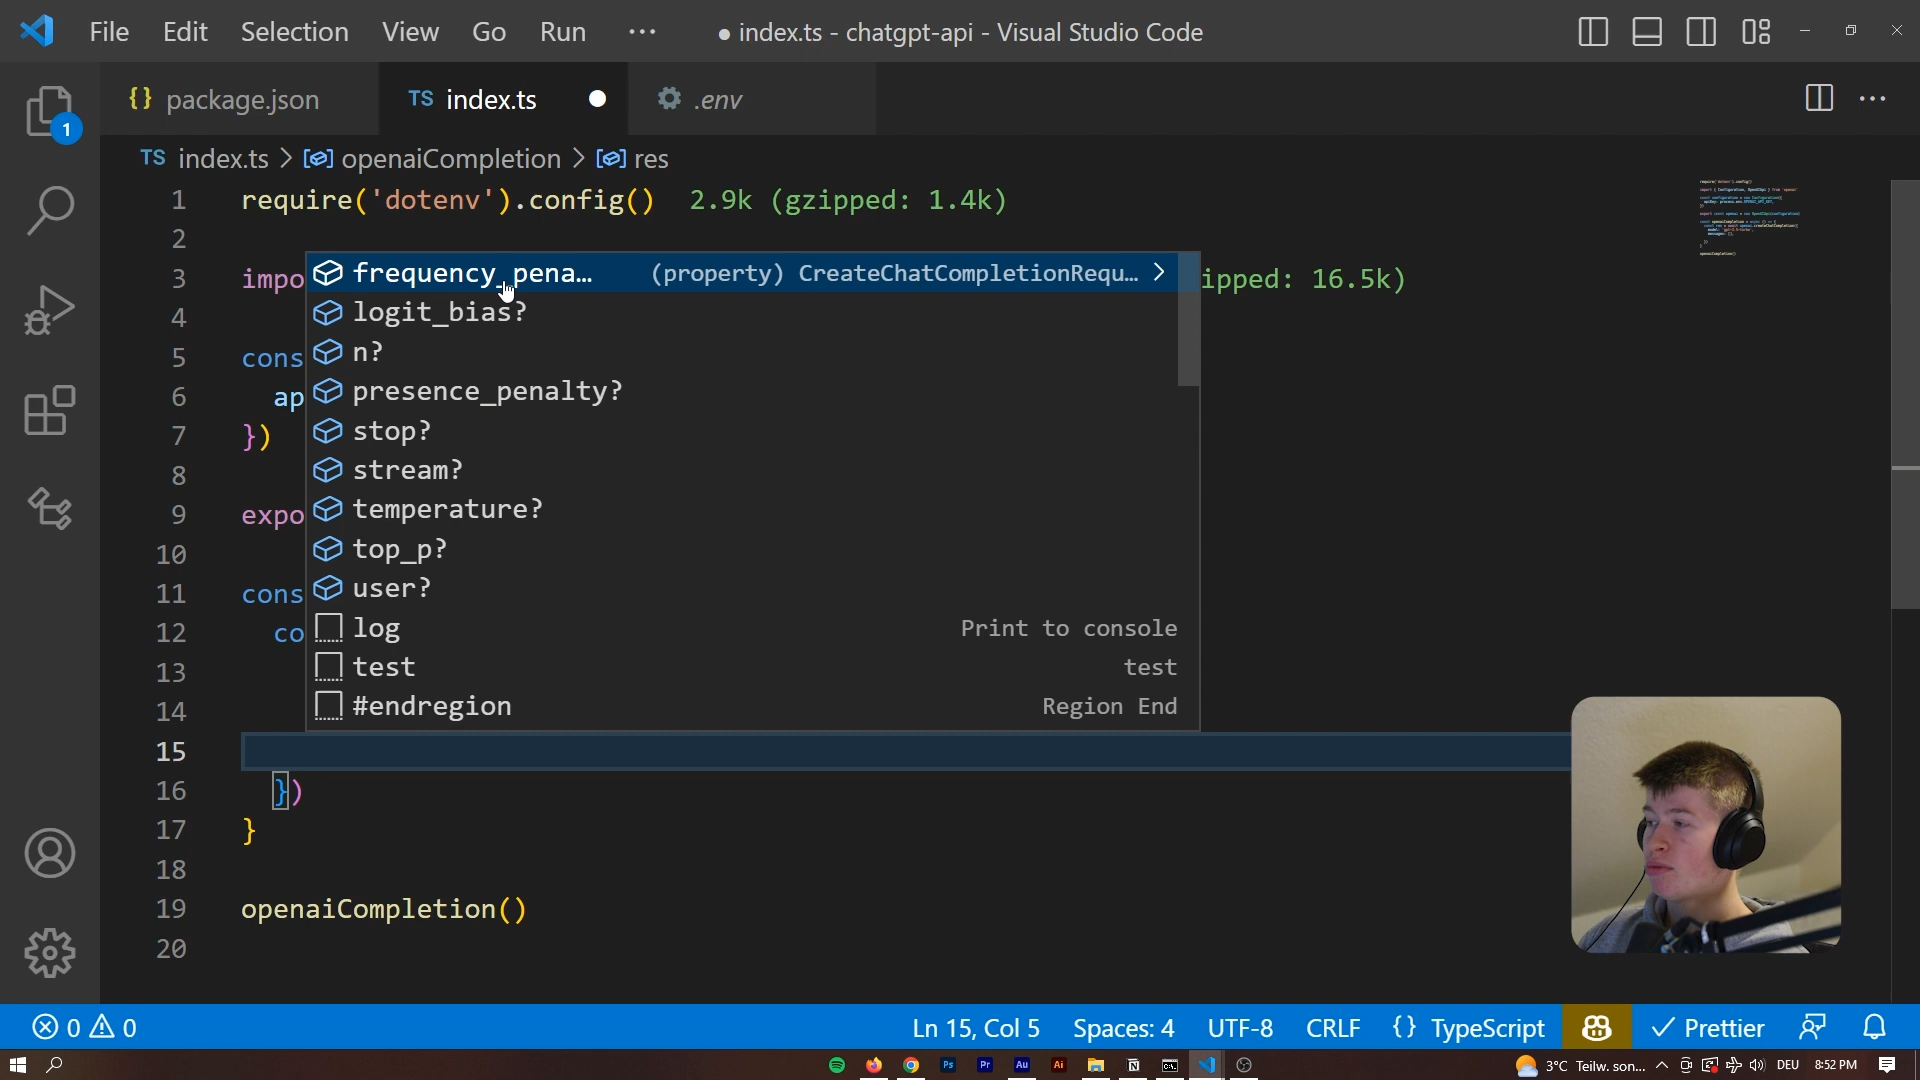 File Edit Selection View Go Run ··· ● index.ts - chatgpt-api - Visual Studio Code
{} package.json TS index.ts .env
1
TS index.ts > openaiCompletion > res
1 require('dotenv').config() 2.9k (gzipped: 1.4k)
2
3 impo ipped: 16.5k)
frequency_pena… (property) CreateChatCompletionRequ…
4
logit_bias?
5 cons
n?
6 ap
presence_penalty?
7 })
stop?
8
stream?
9 expo
temperature?
10
top_p?
11 cons
user?
12 co
log Print to console
13
test test
14
#endregion Region End
15
16 })
17 }
18
19 openaiCompletion()
20
0 0 Ln 15, Col 5 Spaces: 4 UTF-8 CRLF {} TypeScript Prettier
Ps Pr Au Ai 3°C Teilw. son... DEU 8:52 PM